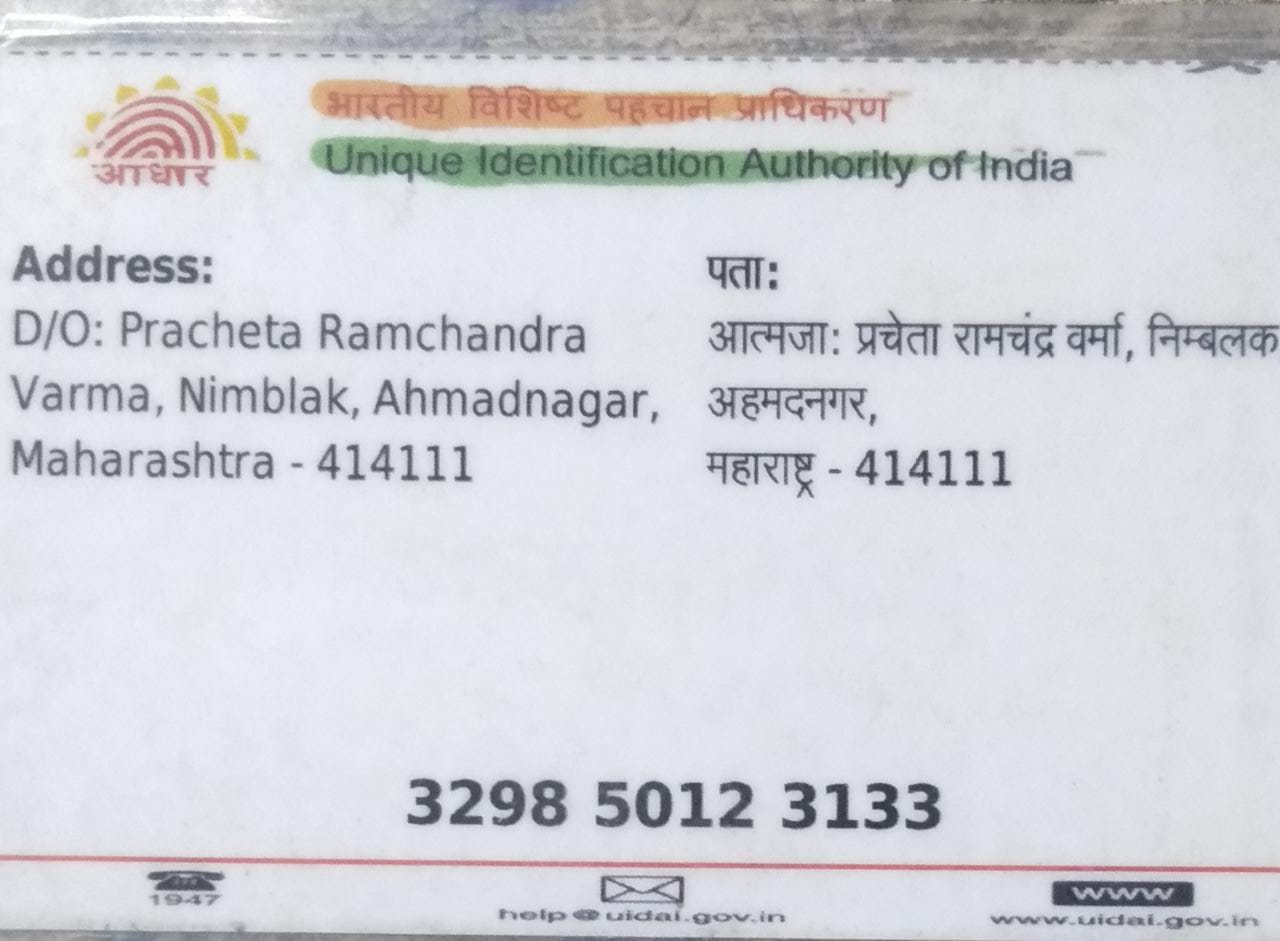 आधार
भारतीय विशिष्ट पहचान प्राधिकरण
Unique Identification Authority of India
Address:
D/O: Pracheta Ramchandra
Varma, Nimblak, Ahmadnagar,
Maharashtra - 414111
पता:
आत्मजा: प्रचेता रामचंद्र वर्मा, निम्बलक
अहमदनगर,
महाराष्ट्र - 414111
3298 5012 3133
1947
help@uidai.gov.in
WWW
www.uidai.gov.in